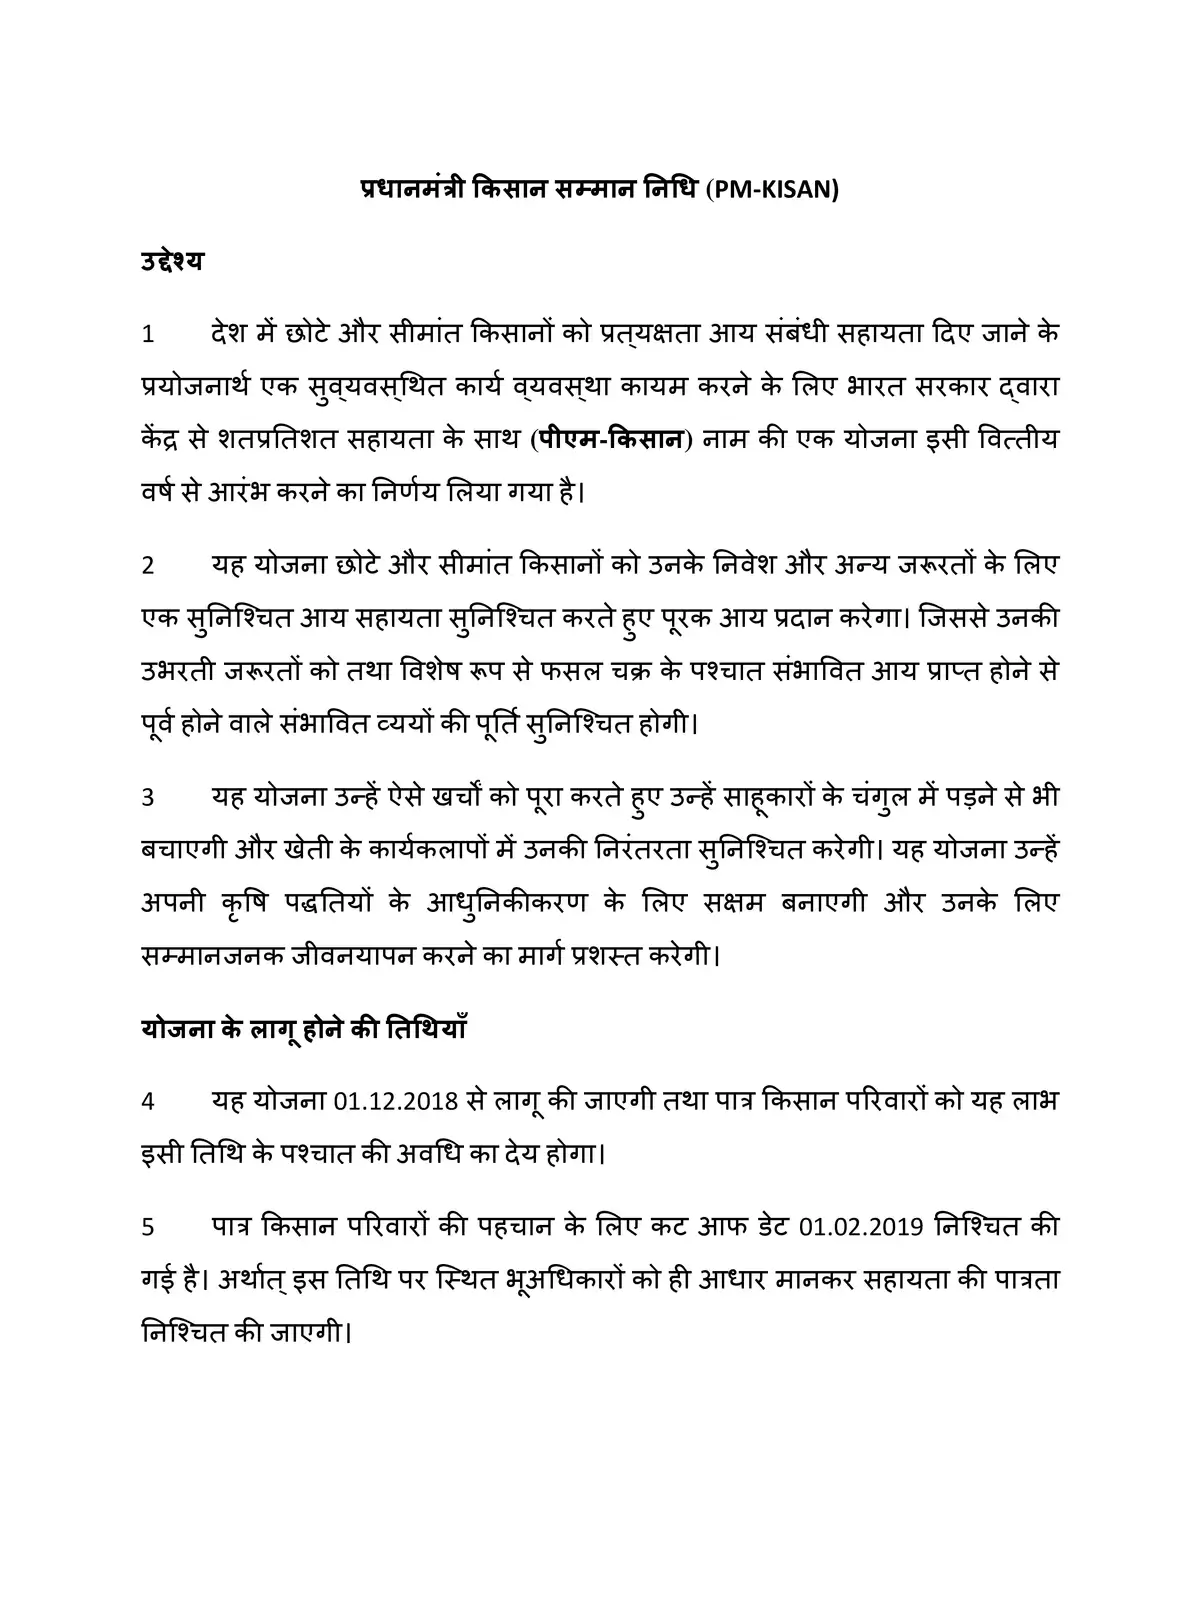 प्रधानमंत्री किसान सम्मान निधि (PM-KISAN)
उद्देश्य
1 देश में छोटे और सीमांत किसानों को प्रत्‌यक्षता आय संबंधी सहायता दिए जाने के
प्रयोजनार्थ एक सुव्‌यवस्‌थित कार्य व्‌यवस्‌था कायम करने के लिए भारत सरकार द्‌वारा
केंद्र से शतप्रतिशत सहायता के साथ (पीएम-किसान) नाम की एक योजना इसी वित्तीय
वर्ष से आरंभ करने का निर्णय लिया गया है।
2 यह योजना छोटे और सीमांत किसानों को उनके निवेश और अन्य जरूरतों के लिए
एक सुनिश्चित आय सहायता सुनिश्चित करते हुए पूरक आय प्रदान करेगा। जिससे उनकी
उभरती जरूरतों को तथा विशेष रूप से फसल चक्र के पश्चात संभावित आय प्राप्त होने से
पूर्व होने वाले संभावित व्ययों की पूर्ति सुनिश्चित होगी।
3 यह योजना उन्हें ऐसे खर्चों को पूरा करते हुए उन्हें साहूकारों के चंगुल में पड़ने से भी
बचाएगी और खेती के कार्यकलापों में उनकी निरंतरता सुनिश्चित करेगी। यह योजना उन्हें
अपनी कृषि पद्धतियों के आधुनिकीकरण के लिए सक्षम बनाएगी और उनके लिए
सम्मानजनक जीवनयापन करने का मार्ग प्रशस्त करेगी।
योजना के लागू होने की तिथियाँ
4 यह योजना 01.12.2018 से लागू की जाएगी तथा पात्र किसान परिवारों को यह लाभ
इसी तिथि के पश्चात की अवधि का देय होगा।
5 पात्र किसान परिवारों की पहचान के लिए कट आफ डेट 01.02.2019 निश्चित की
गई है। अर्थात् इस तिथि पर स्थित भूअधिकारों को ही आधार मानकर सहायता की पात्रता
निश्चित की जाएगी।